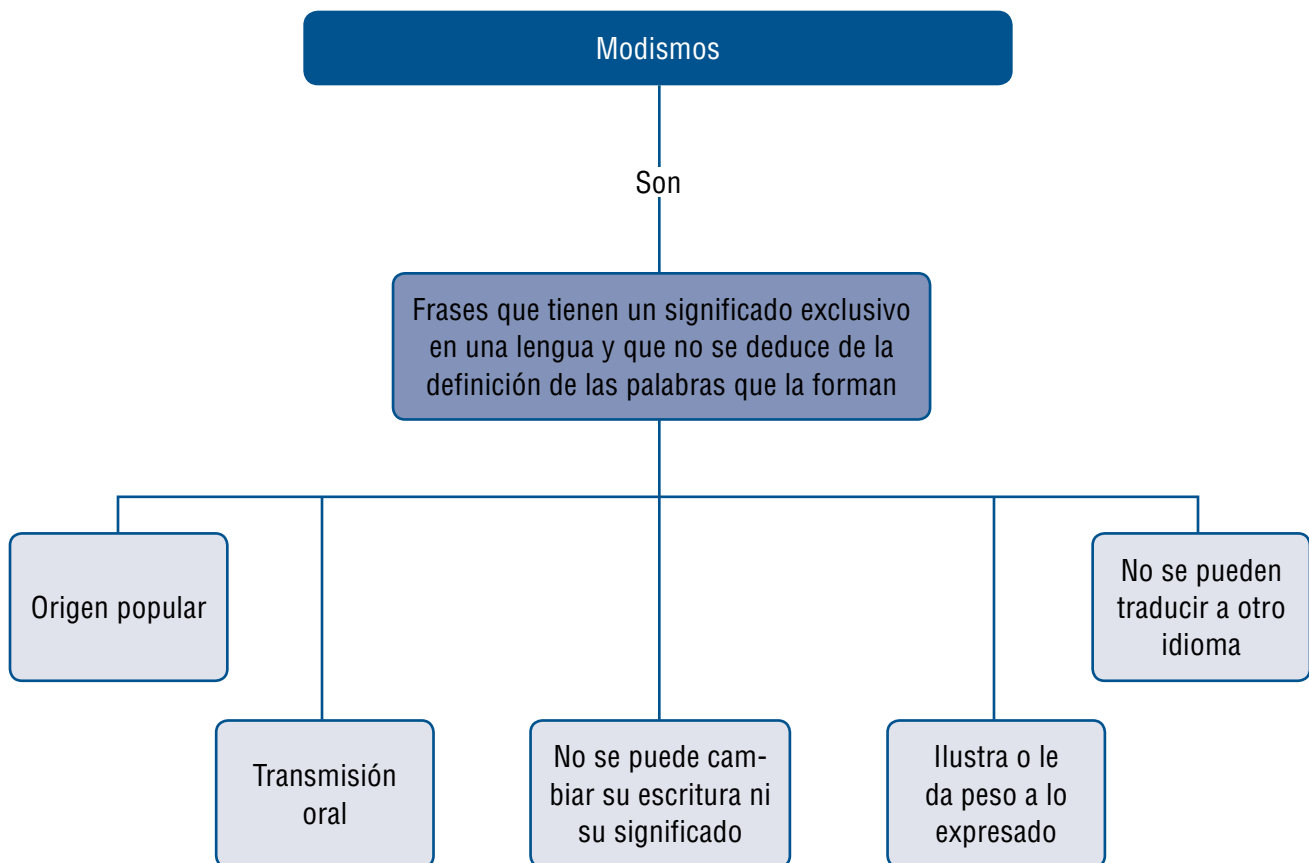 Modismos
Son
Frases que tienen un significado exclusivo
en una lengua y que no se deduce de la
definición de las palabras que la forman
Origen popular
No se pueden
traducir a otro
idioma
Transmisión
oral
No se puede cam-
biar su escritura ni
su significado
Ilustra o le
da peso a lo
expresado